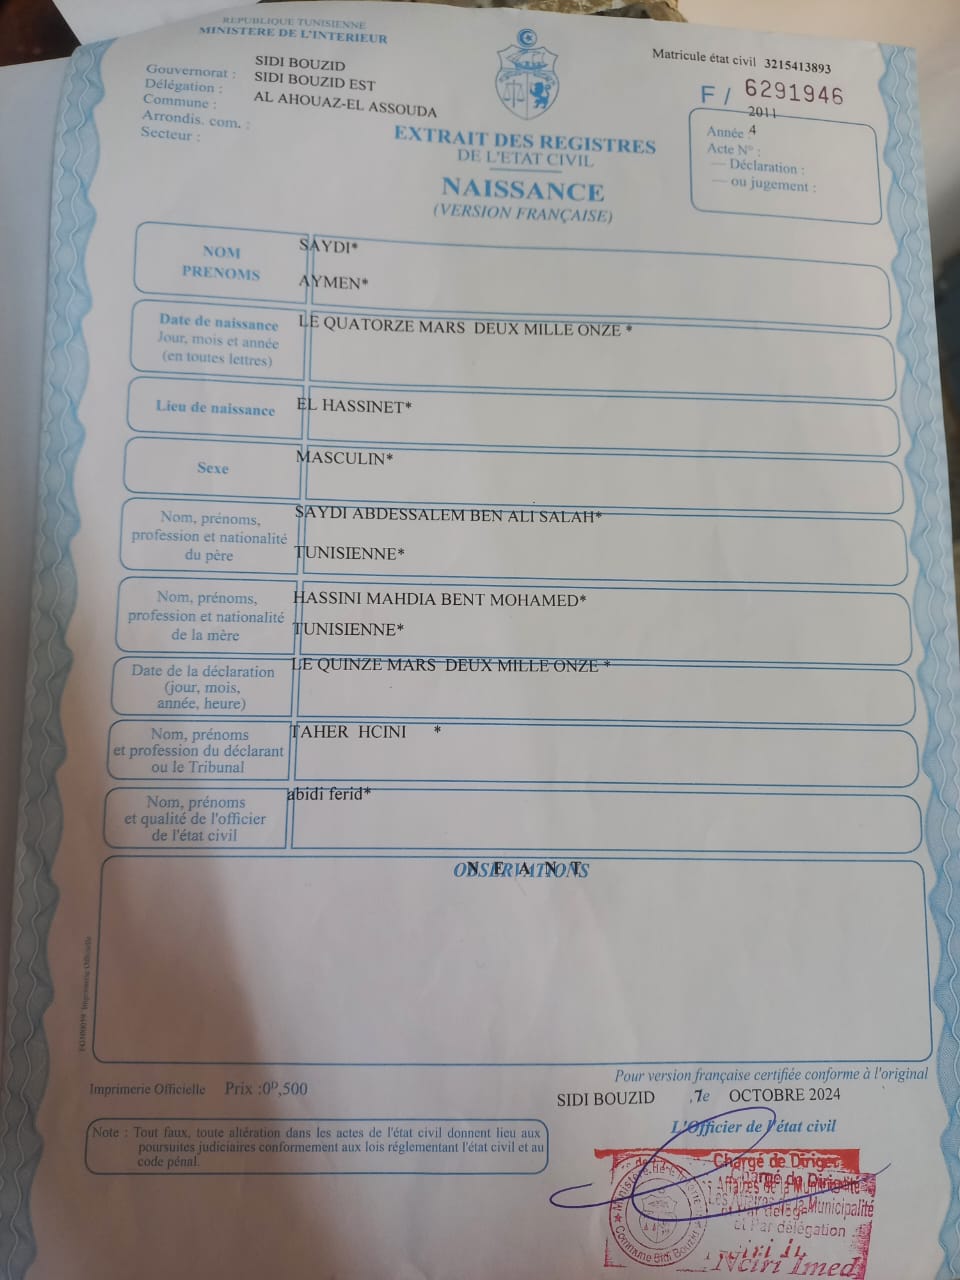 REPUBLIQUE TUNISIENNE
MINISTERE DE L'INTERIEUR
Gouvernorat : SIDI BOUZID
Délégation : SIDI BOUZID EST
Commune : AL AHOUAZ-EL ASSOUDA
Arrondis. com. :
Secteur :
Matricule état civil 3215413893
F / 6291946
2011
Année : 4
Acte N° :
— Déclaration :
— ou jugement :
EXTRAIT DES REGISTRES
DE L'ETAT CIVIL
NAISSANCE
(VERSION FRANÇAISE)
NOM SAYDI*
PRENOMS AYMEN*
Date de naissance LE QUATORZE MARS DEUX MILLE ONZE *
Jour, mois et année
(en toutes lettres)
Lieu de naissance EL HASSINET*
Sexe MASCULIN*
Nom, prénoms, SAYDI ABDESSALEM BEN ALI SALAH*
profession et nationalité
du père TUNISIENNE*
Nom, prénoms, HASSINI MAHDIA BENT MOHAMED*
profession et nationalité
de la mère TUNISIENNE*
Date de la déclaration LE QUINZE MARS DEUX MILLE ONZE *
(jour, mois,
année, heure)
Nom, prénoms TAHER HCINI *
et profession du déclarant
ou le Tribunal
Nom, prénoms abidi ferid*
et qualité de l'officier
de l'état civil
OBSERVATIONS
N E A N T
Imprimerie Officielle Prix :0ᴰ,500
Pour version française certifiée conforme à l'original
SIDI BOUZID ,7e OCTOBRE 2024
L'Officier de l'état civil
Note : Tout faux, toute altération dans les actes de l'état civil donnent lieu aux
poursuites judiciaires conformement aux lois réglementant l'état civil et au
code pénal.
Chargé de Diriger
Les Affaires de la Municipalité
et Par délégation
Nciri Imed
Commune Sidi Bouzid